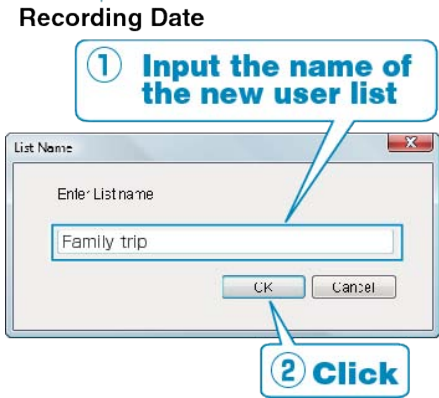 Recording Date
① Input the name of
the new user list
List Name
Enter List name
Family trip
OK Cancel
② Click